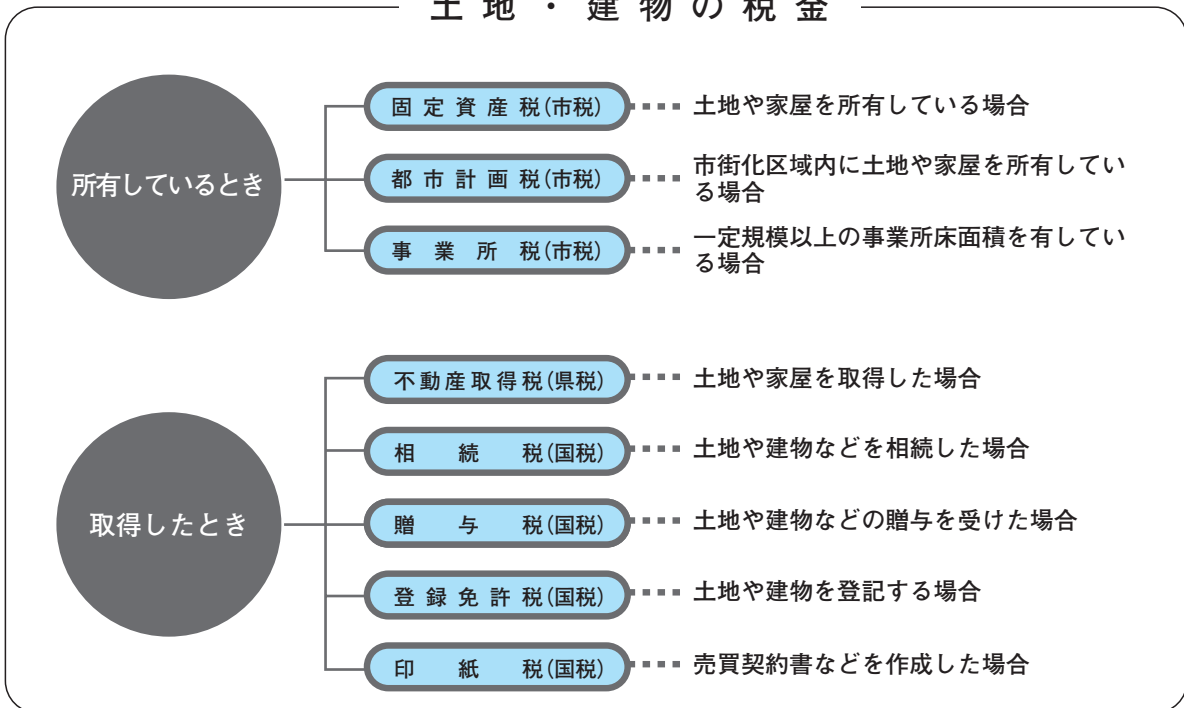 土地・建物の税金
所有しているとき
固定資産税(市税)
土地や家屋を所有している場合
都市計画税(市税)
市街化区域内に土地や家屋を所有してい
る場合
事業所税(市税)
一定規模以上の事業所床面積を有してい
る場合
取得したとき
不動産取得税(県税)
土地や家屋を取得した場合
相続税(国税)
土地や建物などを相続した場合
贈与税(国税)
土地や建物などの贈与を受けた場合
登録免許税(国税)
土地や建物を登記する場合
印紙税(国税)
売買契約書などを作成した場合